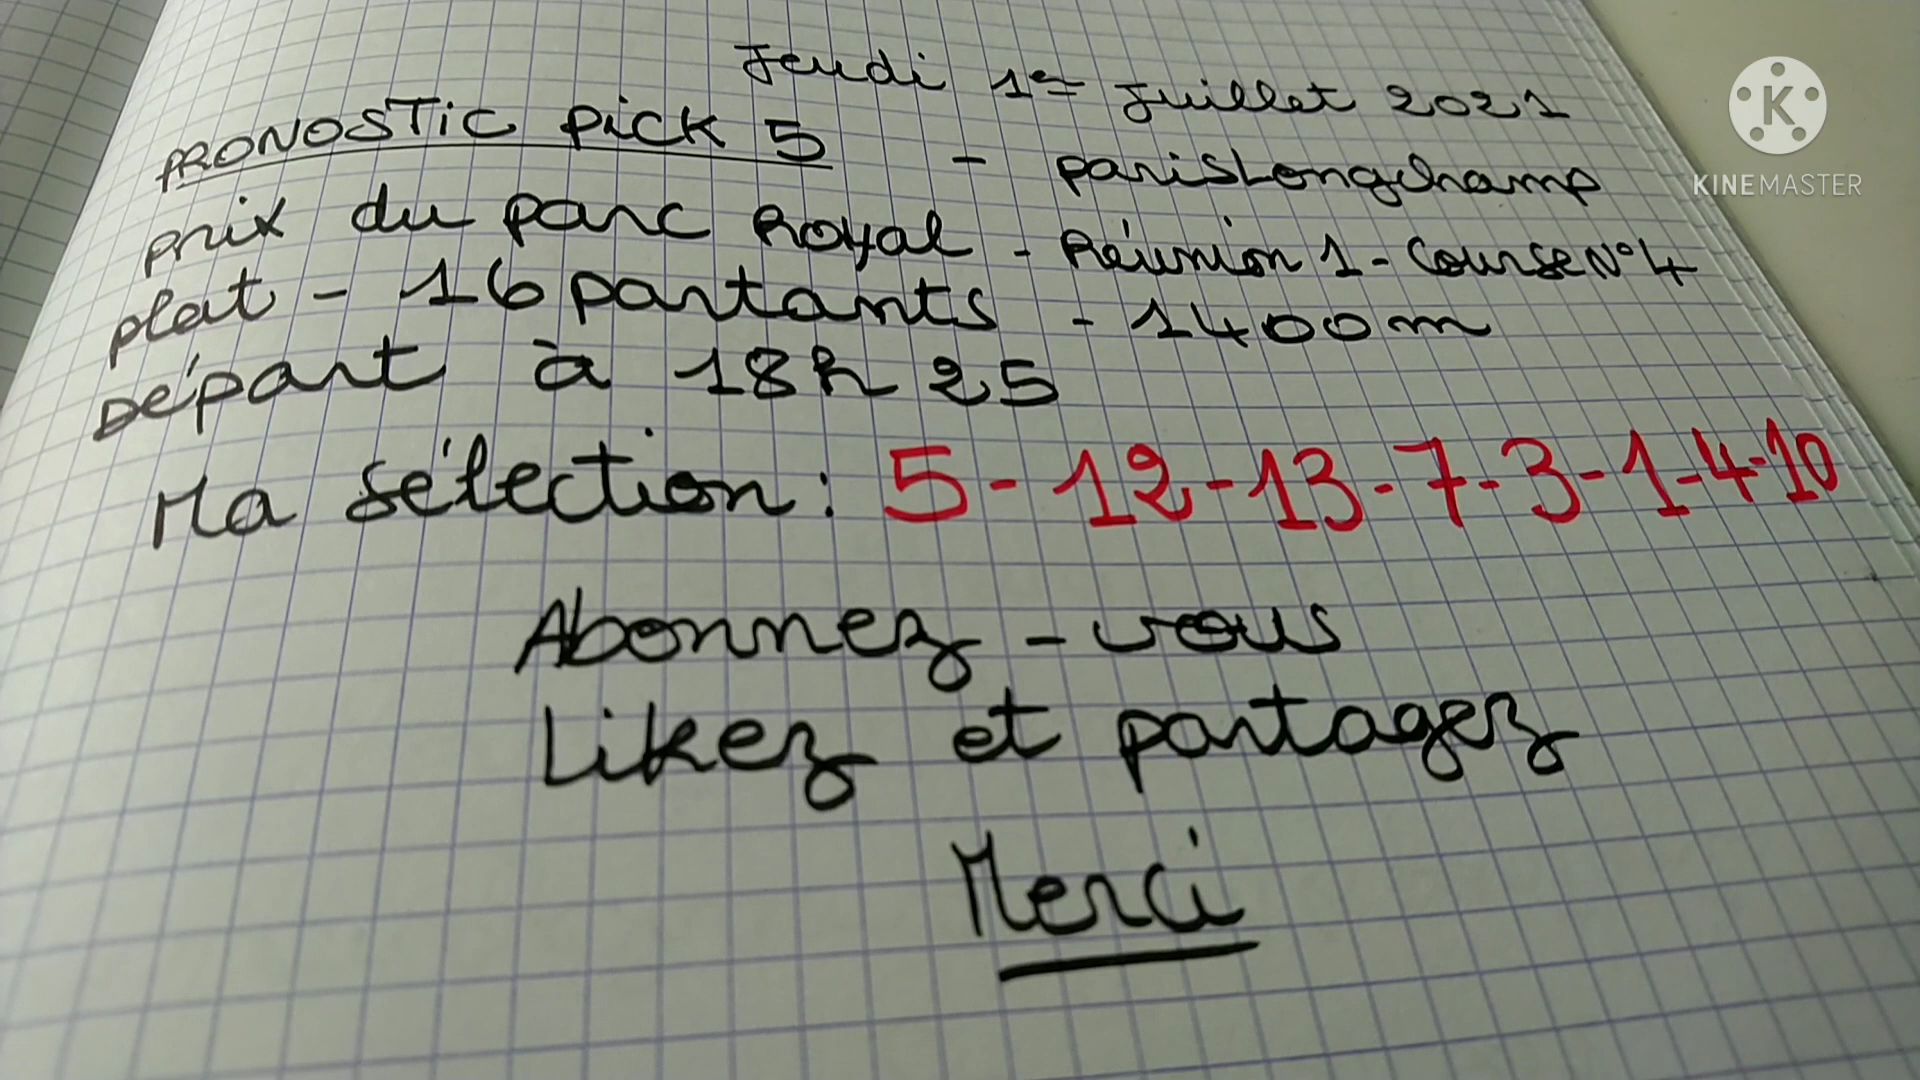 Jeudi 1er Juillet 2021
PRONOSTIC PICK 5 - parisLongchamp
prix du parc Royal - Réunion 1 - Course N°4
plat - 16 partants - 1400m
Départ à 18h25
Ma sélection : 5-12-13-7-3-1-4-10
Abonnez-vous
Likez et partagez
Merci
K
KINEMASTER